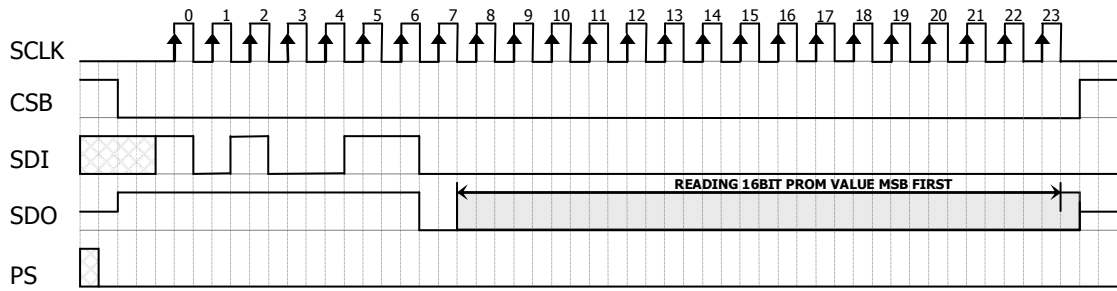 0 1 2 3 4 5 6 7 8 9 10 11 12 13 14 15 16 17 18 19 20 21 22 23
SCLK
CSB
SDI
READING 16BIT PROM VALUE MSB FIRST
SDO
PS